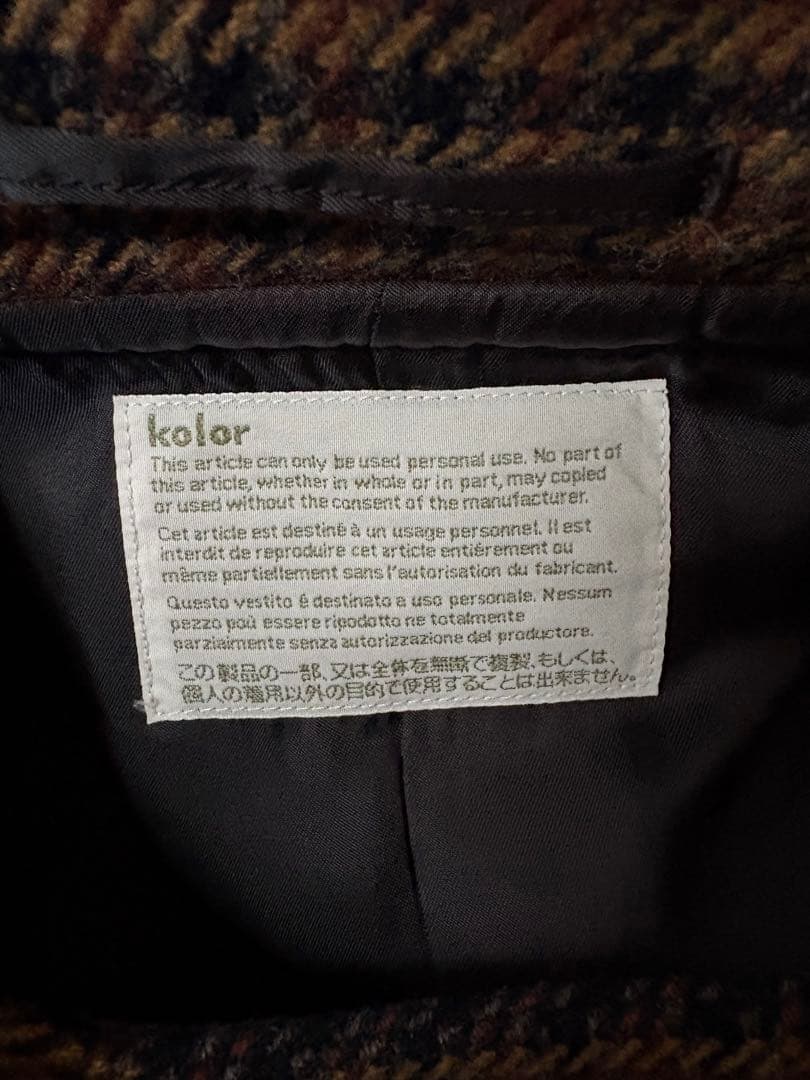 kolor
This article can only be used personal use. No part of
this article, whether in whole or in part, may copied
or used without the consent of the manufacturer.
Cet article est destiné à un usage personnel. Il est
interdit de reproduire cet article entiérement ou
même partiellement sans l'autorisation du fabricant.
Questo vestito é destinato a uso personale. Nessum
pezzo poú essere ripodotto ne totalmente
parzialmente senza autorizzazione del productore.
この製品の一部、又は全体を無断で複製、もしくは、
個人の着用以外の目的で使用することは出来ません。